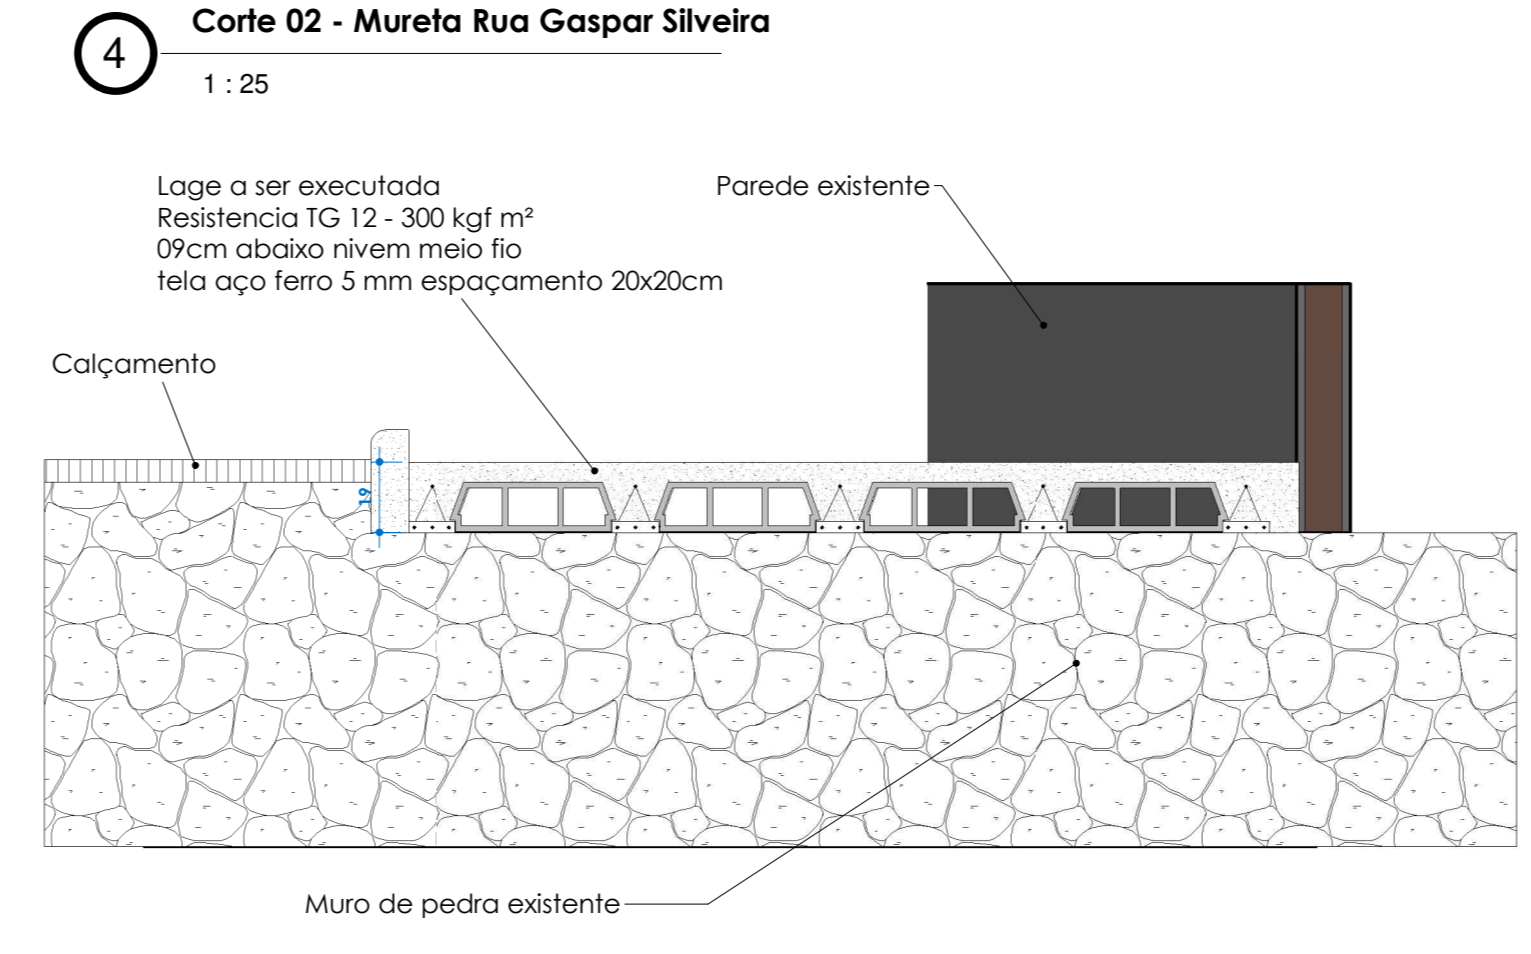 Corte 02 - Mureta Rua Gaspar Silveira
4
1 : 25
Lage a ser executada
Resistencia TG 12 - 300 kgf m²
09cm abaixo nivem meio fio
tela aço ferro 5 mm espaçamento 20x20cm
Parede existente
Calçamento
19
Muro de pedra existente